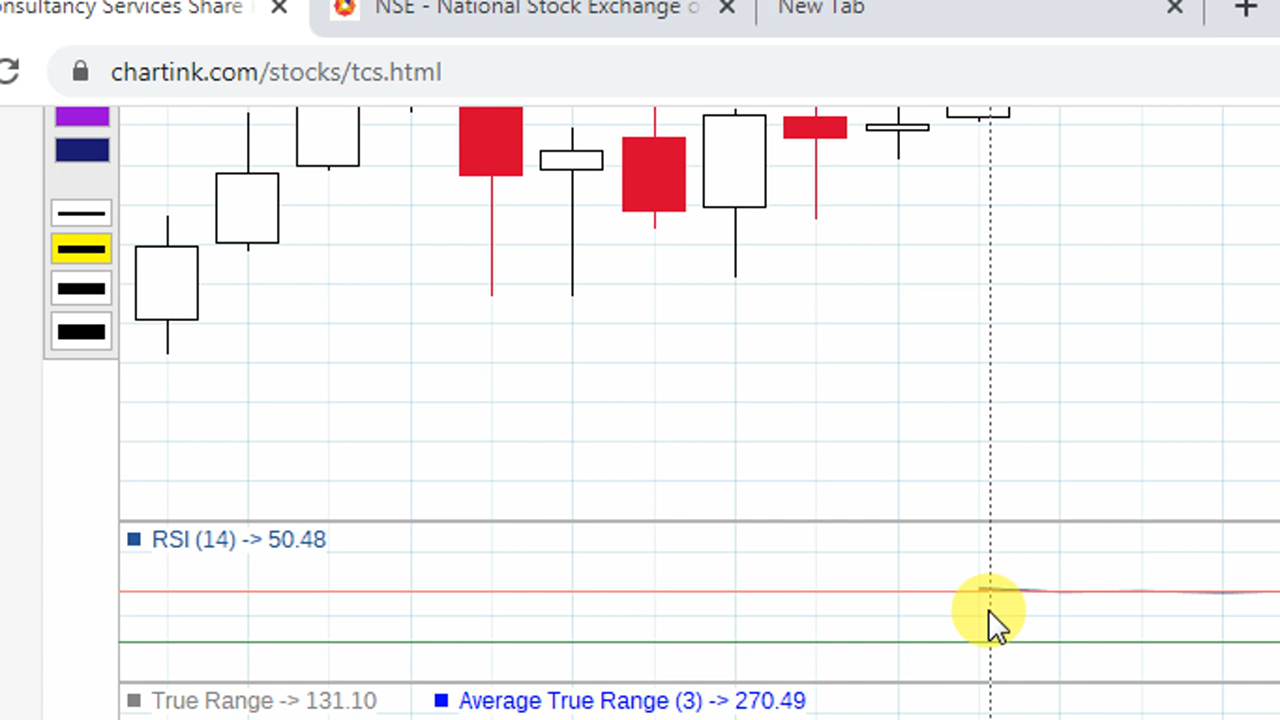 nsultancy Services Share
NSE - National Stock Exchange o
New Tab
chartink.com/stocks/tcs.html
RSI (14) -> 50.48
True Range -> 131.10
Average True Range (3) -> 270.49